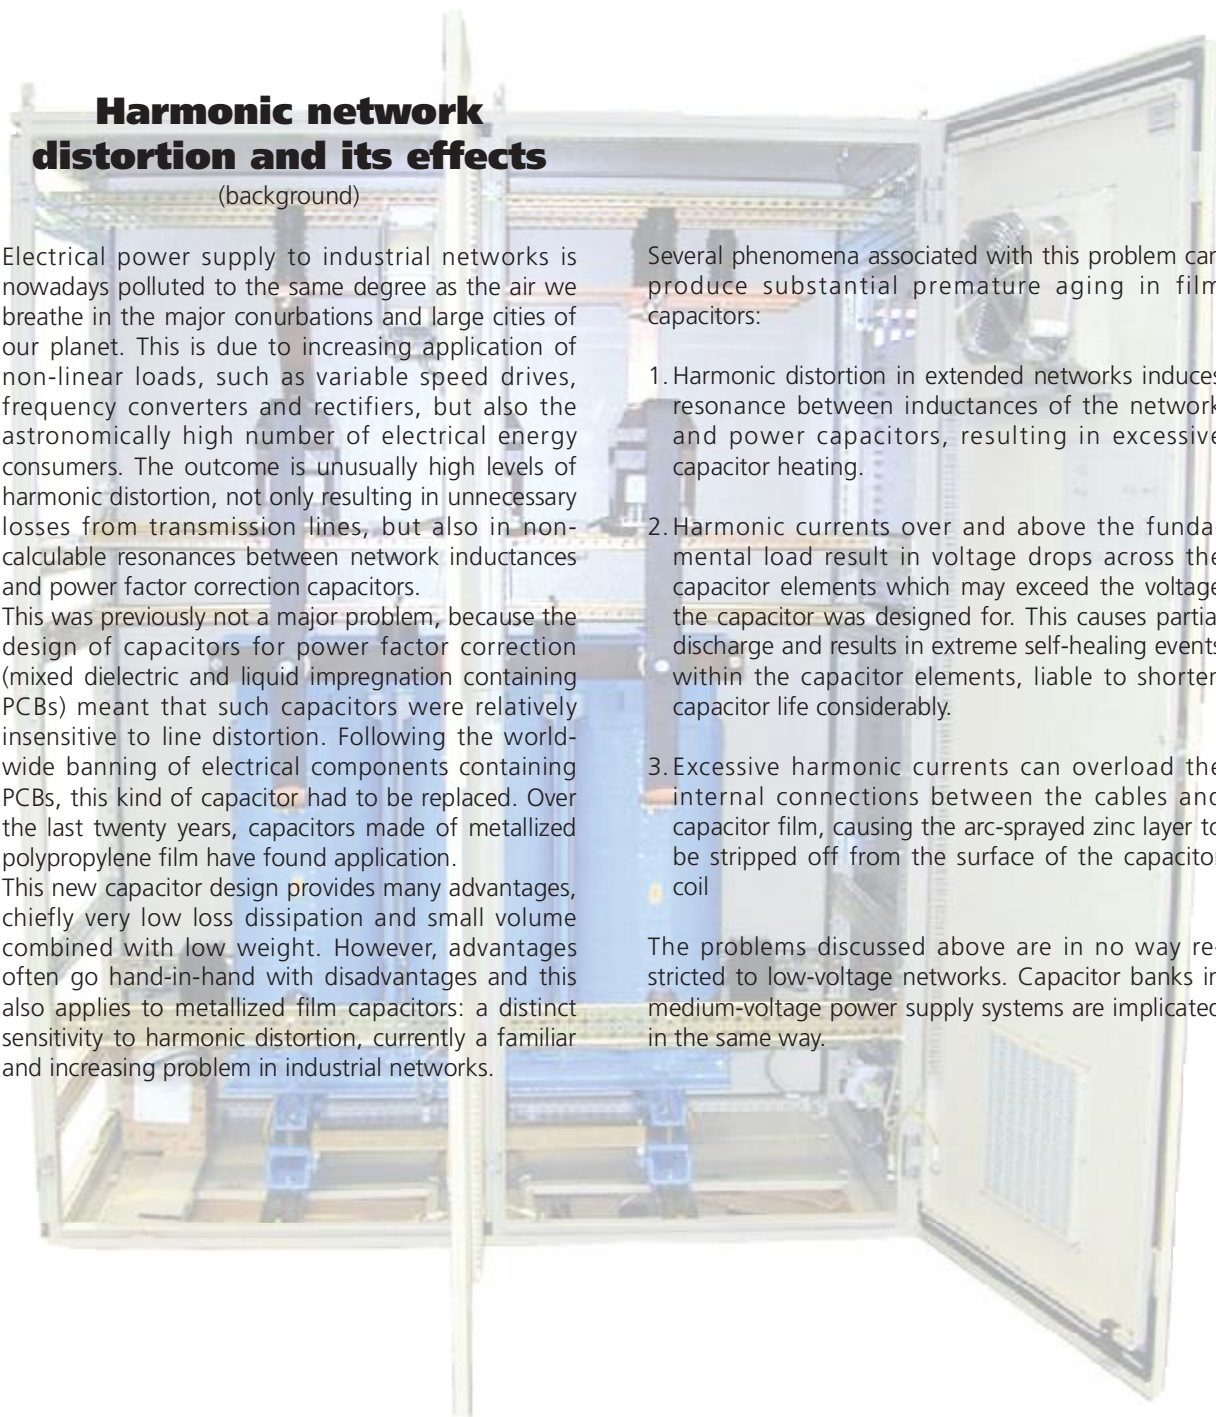 Harmonic network
distortion and its effects
(background)
Electrical power supply to industrial networks is
nowadays polluted to the same degree as the air we
breathe in the major conurbations and large cities of
our planet. This is due to increasing application of
non-linear loads, such as variable speed drives,
frequency converters and rectifiers, but also the
astronomically high number of electrical energy
consumers. The outcome is unusually high levels of
harmonic distortion, not only resulting in unnecessary
losses from transmission lines, but also in non-
calculable resonances between network inductances
and power factor correction capacitors.
This was previously not a major problem, because the
design of capacitors for power factor correction
(mixed dielectric and liquid impregnation containing
PCBs) meant that such capacitors were relatively
insensitive to line distortion. Following the world-
wide banning of electrical components containing
PCBs, this kind of capacitor had to be replaced. Over
the last twenty years, capacitors made of metallized
polypropylene film have found application.
This new capacitor design provides many advantages,
chiefly very low loss dissipation and small volume
combined with low weight. However, advantages
often go hand-in-hand with disadvantages and this
also applies to metallized film capacitors: a distinct
sensitivity to harmonic distortion, currently a familiar
and increasing problem in industrial networks.
Several phenomena associated with this problem can
produce substantial premature aging in film
capacitors:
1. Harmonic distortion in extended networks induces
resonance between inductances of the network
and power capacitors, resulting in excessive
capacitor heating.
2. Harmonic currents over and above the funda-
mental load result in voltage drops across the
capacitor elements which may exceed the voltage
the capacitor was designed for. This causes partial
discharge and results in extreme self-healing events
within the capacitor elements, liable to shorten
capacitor life considerably.
3. Excessive harmonic currents can overload the
internal connections between the cables and
capacitor film, causing the arc-sprayed zinc layer to
be stripped off from the surface of the capacitor
coil
The problems discussed above are in no way re-
stricted to low-voltage networks. Capacitor banks in
medium-voltage power supply systems are implicated
in the same way.